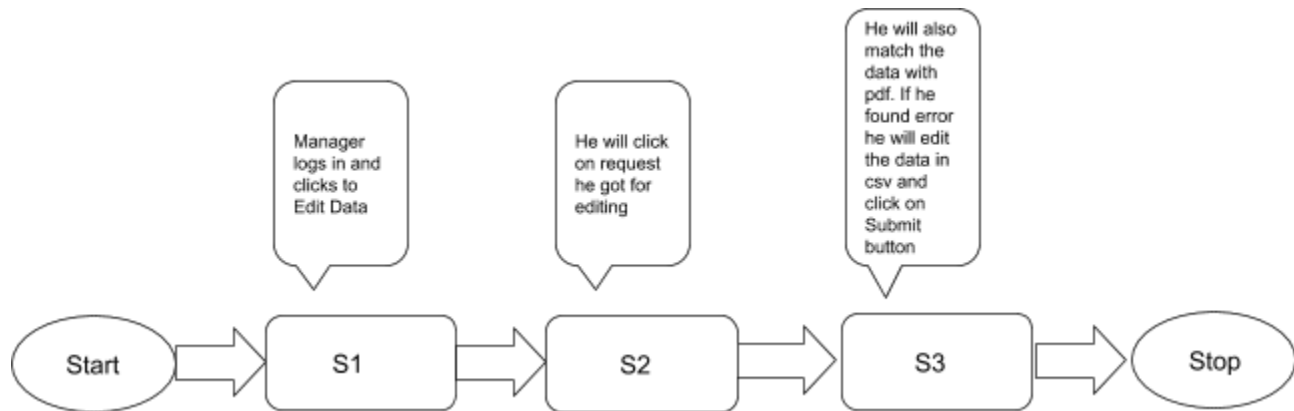 Manager
logs in and
clicks to
Edit Data
He will click
on request
he got for
editing
He will also
match the
data with
pdf. If he
found error
he will edit
the data in
csv and
click on
Submit
button
Start
S1
S2
S3
Stop